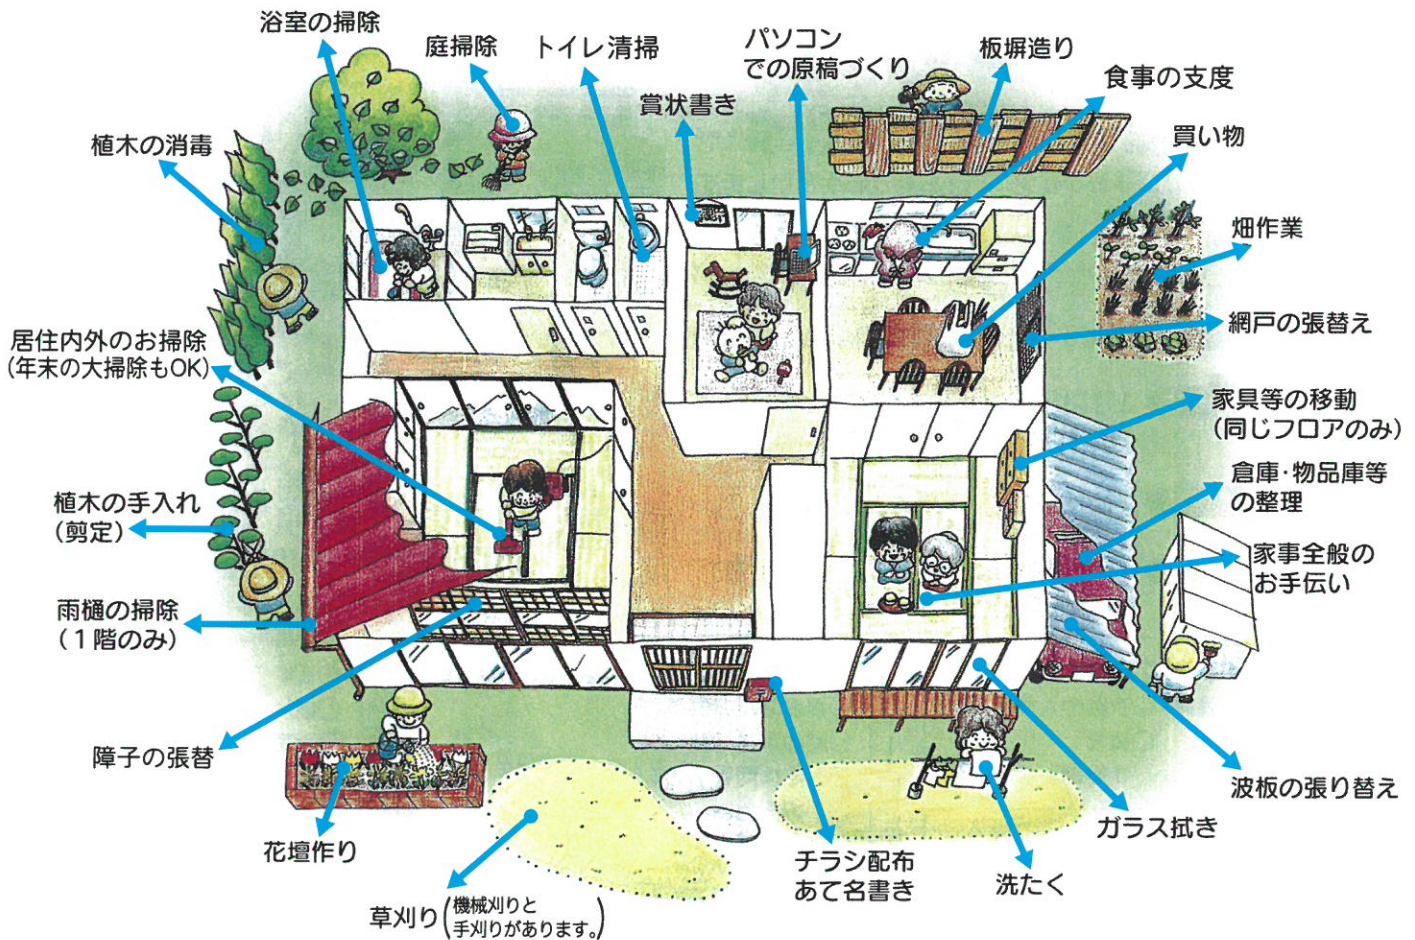 浴室の掃除
庭掃除
トイレ清掃
賞状書き
パソコン
での原稿づくり
板塀造り
食事の支度
買い物
植木の消毒
畑作業
網戸の張替え
居住内外のお掃除
(年末の大掃除もOK)
家具等の移動
(同じフロアのみ)
倉庫・物品庫等
の整理
植木の手入れ
(剪定)
家事全般の
お手伝い
雨樋の掃除
(1階のみ)
障子の張替
波板の張り替え
ガラス拭き
花壇作り
チラシ配布
あて名書き
洗たく
草刈り(機械刈りと
手刈りがあります。)